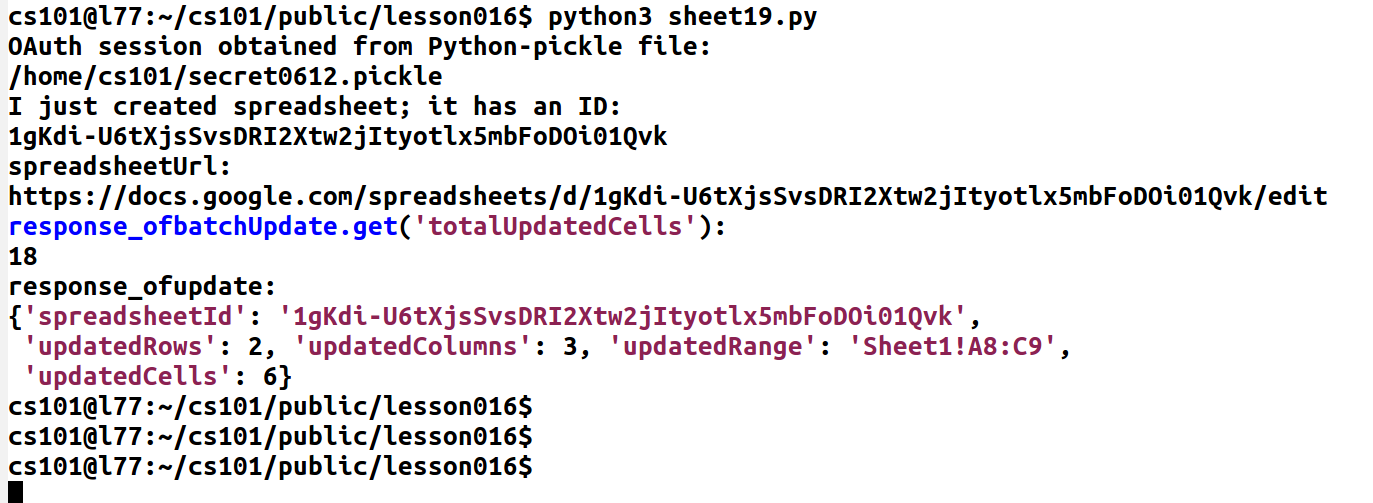 cs101@l77:~/cs101/public/lesson016$ python3 sheet19.py
OAuth session obtained from Python-pickle file:
/home/cs101/secret0612.pickle
I just created spreadsheet; it has an ID:
1gKdi-U6tXjsSvsDRI2Xtw2jItyotlx5mbFoDOi01Qvk
spreadsheetUrl:
https://docs.google.com/spreadsheets/d/1gKdi-U6tXjsSvsDRI2Xtw2jItyotlx5mbFoDOi01Qvk/edit
response_ofbatchUpdate.get('totalUpdatedCells'):
18
response_ofupdate:
{'spreadsheetId': '1gKdi-U6tXjsSvsDRI2Xtw2jItyotlx5mbFoDOi01Qvk',
 'updatedRows': 2, 'updatedColumns': 3, 'updatedRange': 'Sheet1!A8:C9',
 'updatedCells': 6}
cs101@l77:~/cs101/public/lesson016$
cs101@l77:~/cs101/public/lesson016$
cs101@l77:~/cs101/public/lesson016$